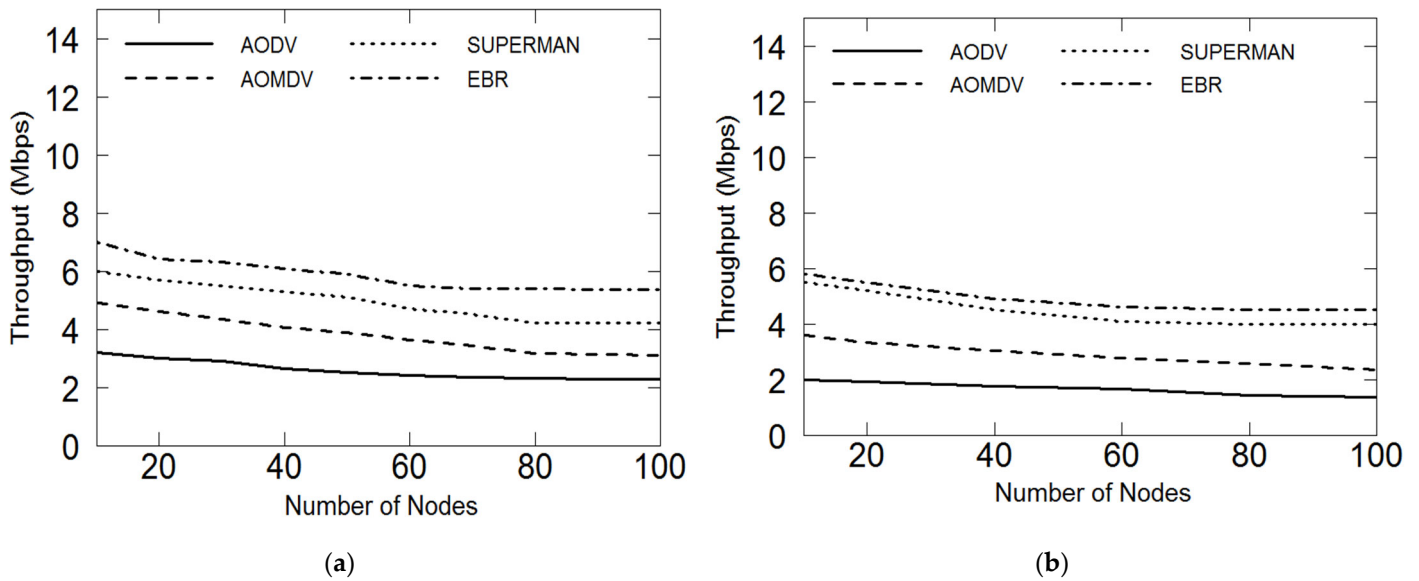 14
12
10
8
6
4
2
0
Throughput (Mbps)
AODV
AOMDV
SUPERMAN
EBR
20 40 60 80 100
Number of Nodes
(a)
14
12
10
8
6
4
2
0
Throughput (Mbps)
AODV
AOMDV
SUPERMAN
EBR
20 40 60 80 100
Number of Nodes
(b)